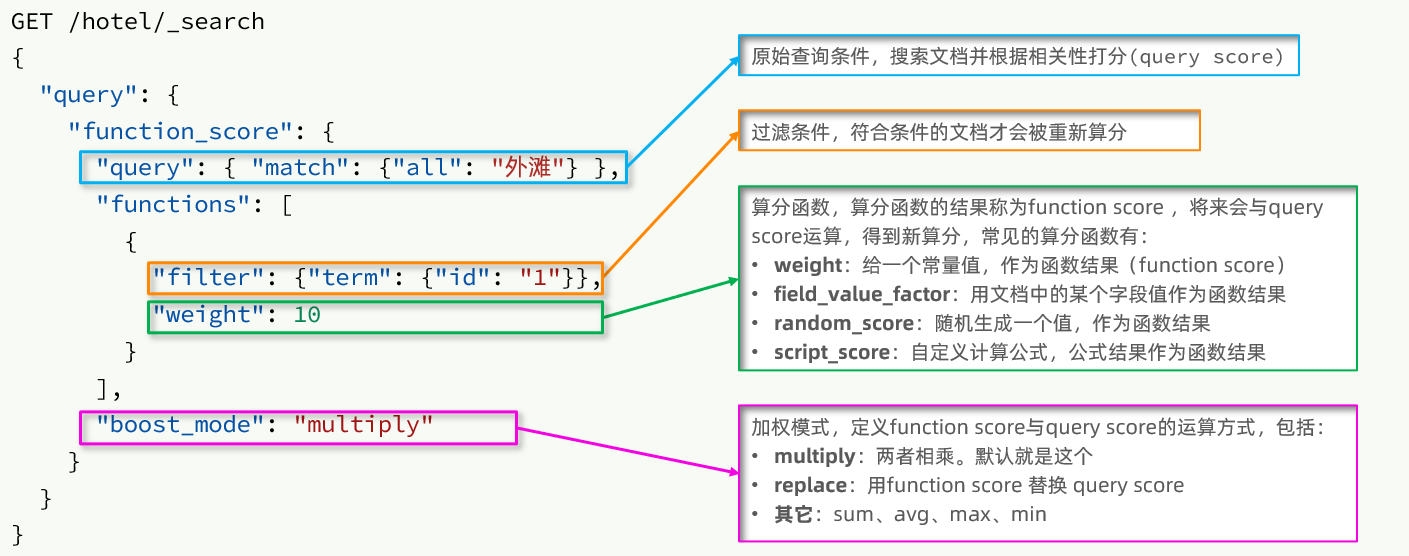 GET /hotel/_search
{
  "query": {
    "function_score": {
      "query": { "match": {"all": "外滩"} },
      "functions": [
        {
          "filter": {"term": {"id": "1"}},
          "weight": 10
        }
      ],
      "boost_mode": "multiply"
    }
  }
}
原始查询条件，搜索文档并根据相关性打分(query score)
过滤条件，符合条件的文档才会被重新算分
算分函数，算分函数的结果称为function score ，将来会与query
score运算，得到新算分，常见的算分函数有：
• weight：给一个常量值，作为函数结果（function score）
• field_value_factor：用文档中的某个字段值作为函数结果
• random_score：随机生成一个值，作为函数结果
• script_score：自定义计算公式，公式结果作为函数结果
加权模式，定义function score与query score的运算方式，包括：
• multiply：两者相乘。默认就是这个
• replace：用function score 替换 query score
• 其它：sum、avg、max、min